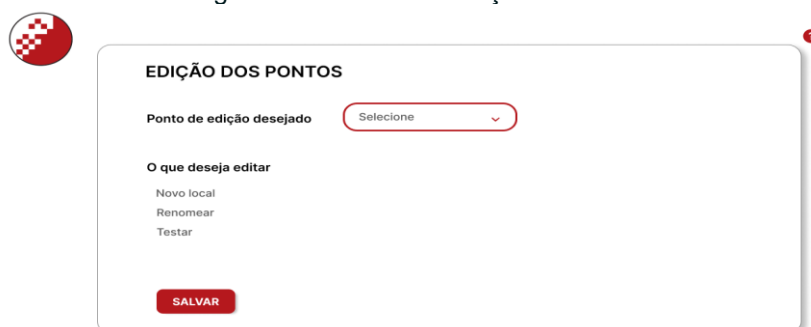 EDIÇÃO DOS PONTOS
Ponto de edição desejado Selecione
O que deseja editar
Novo local
Renomear
Testar
SALVAR